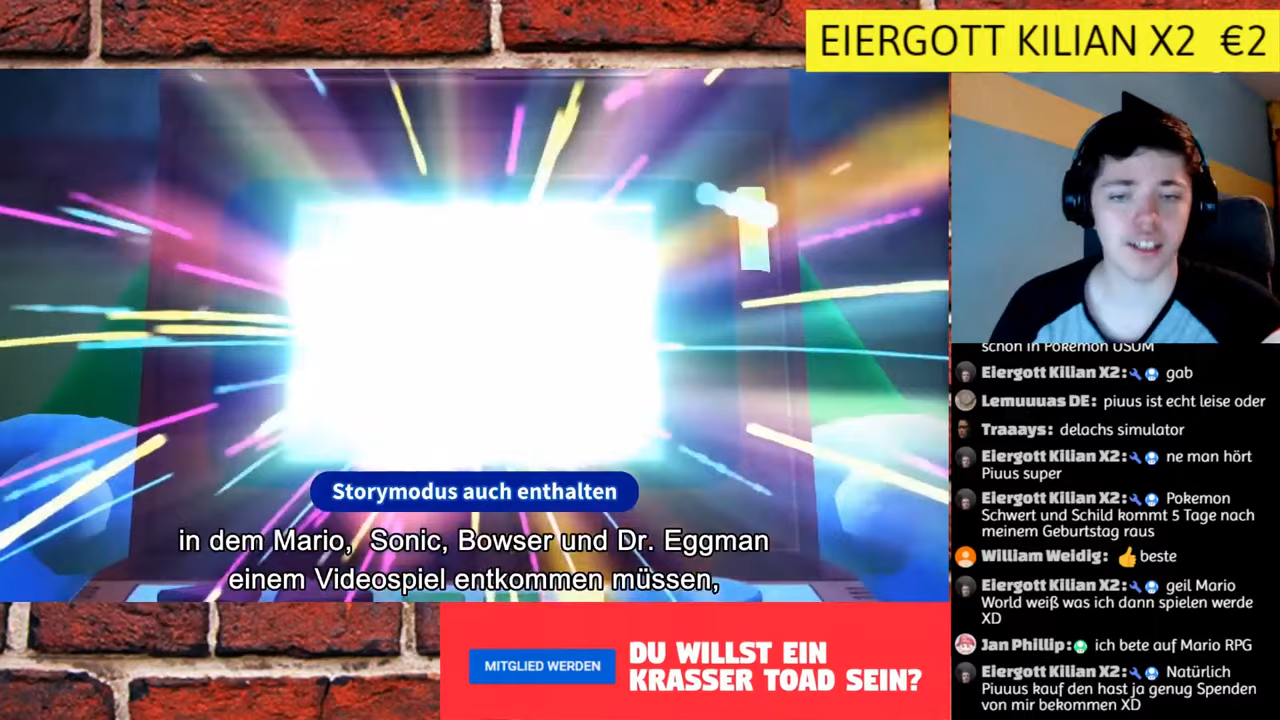 EIERGOTT KILIAN X2 €2
Storymodus auch enthalten
in dem Mario, Sonic, Bowser und Dr. Eggman
einem Videospiel entkommen müssen,
MITGLIED WERDEN
DU WILLST EIN
KRASSER TOAD SEIN?
schon in Pokemon USUM
Eiergott Kilian X2: gab
Lemuuuas DE: piuus ist echt leise oder
Traaays: delachs simulator
Eiergott Kilian X2: ne man hört
Piuus super
Eiergott Kilian X2: Pokemon
Schwert und Schild kommt 5 Tage nach
meinem Geburtstag raus
William Weidig: 👍beste
Eiergott Kilian X2: geil Mario
World weiß was ich dann spielen werde
XD
Jan Phillip: ich bete auf Mario RPG
Eiergott Kilian X2: Natürlich
Piuuus kauf den hast ja genug Spenden
von mir bekommen XD